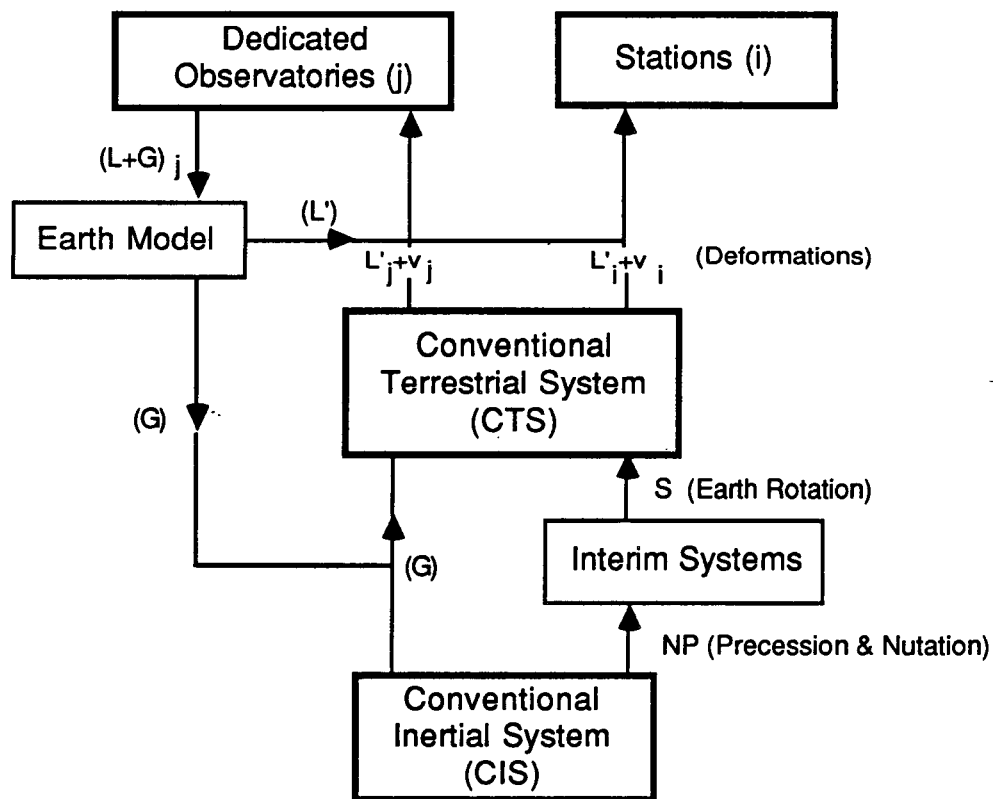 Dedicated
Observatories (j)
Stations (i)
(L+G) j
Earth Model
(L')
L'j+vj
L'i+v i
(Deformations)
Conventional
Terrestrial System
(CTS)
(G)
S (Earth Rotation)
Interim Systems
(G)
NP (Precession & Nutation)
Conventional
Inertial System
(CIS)